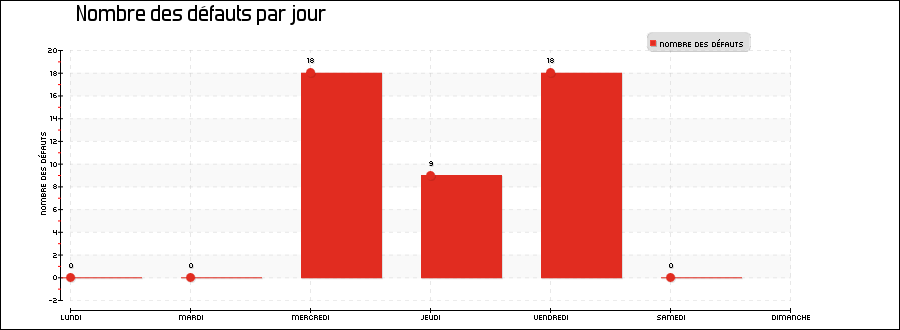 Nombre des défauts par jour
NOMBRE DES DÉFAUTS
NOMBRE DES DÉFAUTS
20
18
16
14
12
10
8
6
4
2
0
-2
0
0
18
9
18
0
LUNDI
MARDI
MERCREDI
JEUDI
VENDREDI
SAMEDI
DIMANCHE